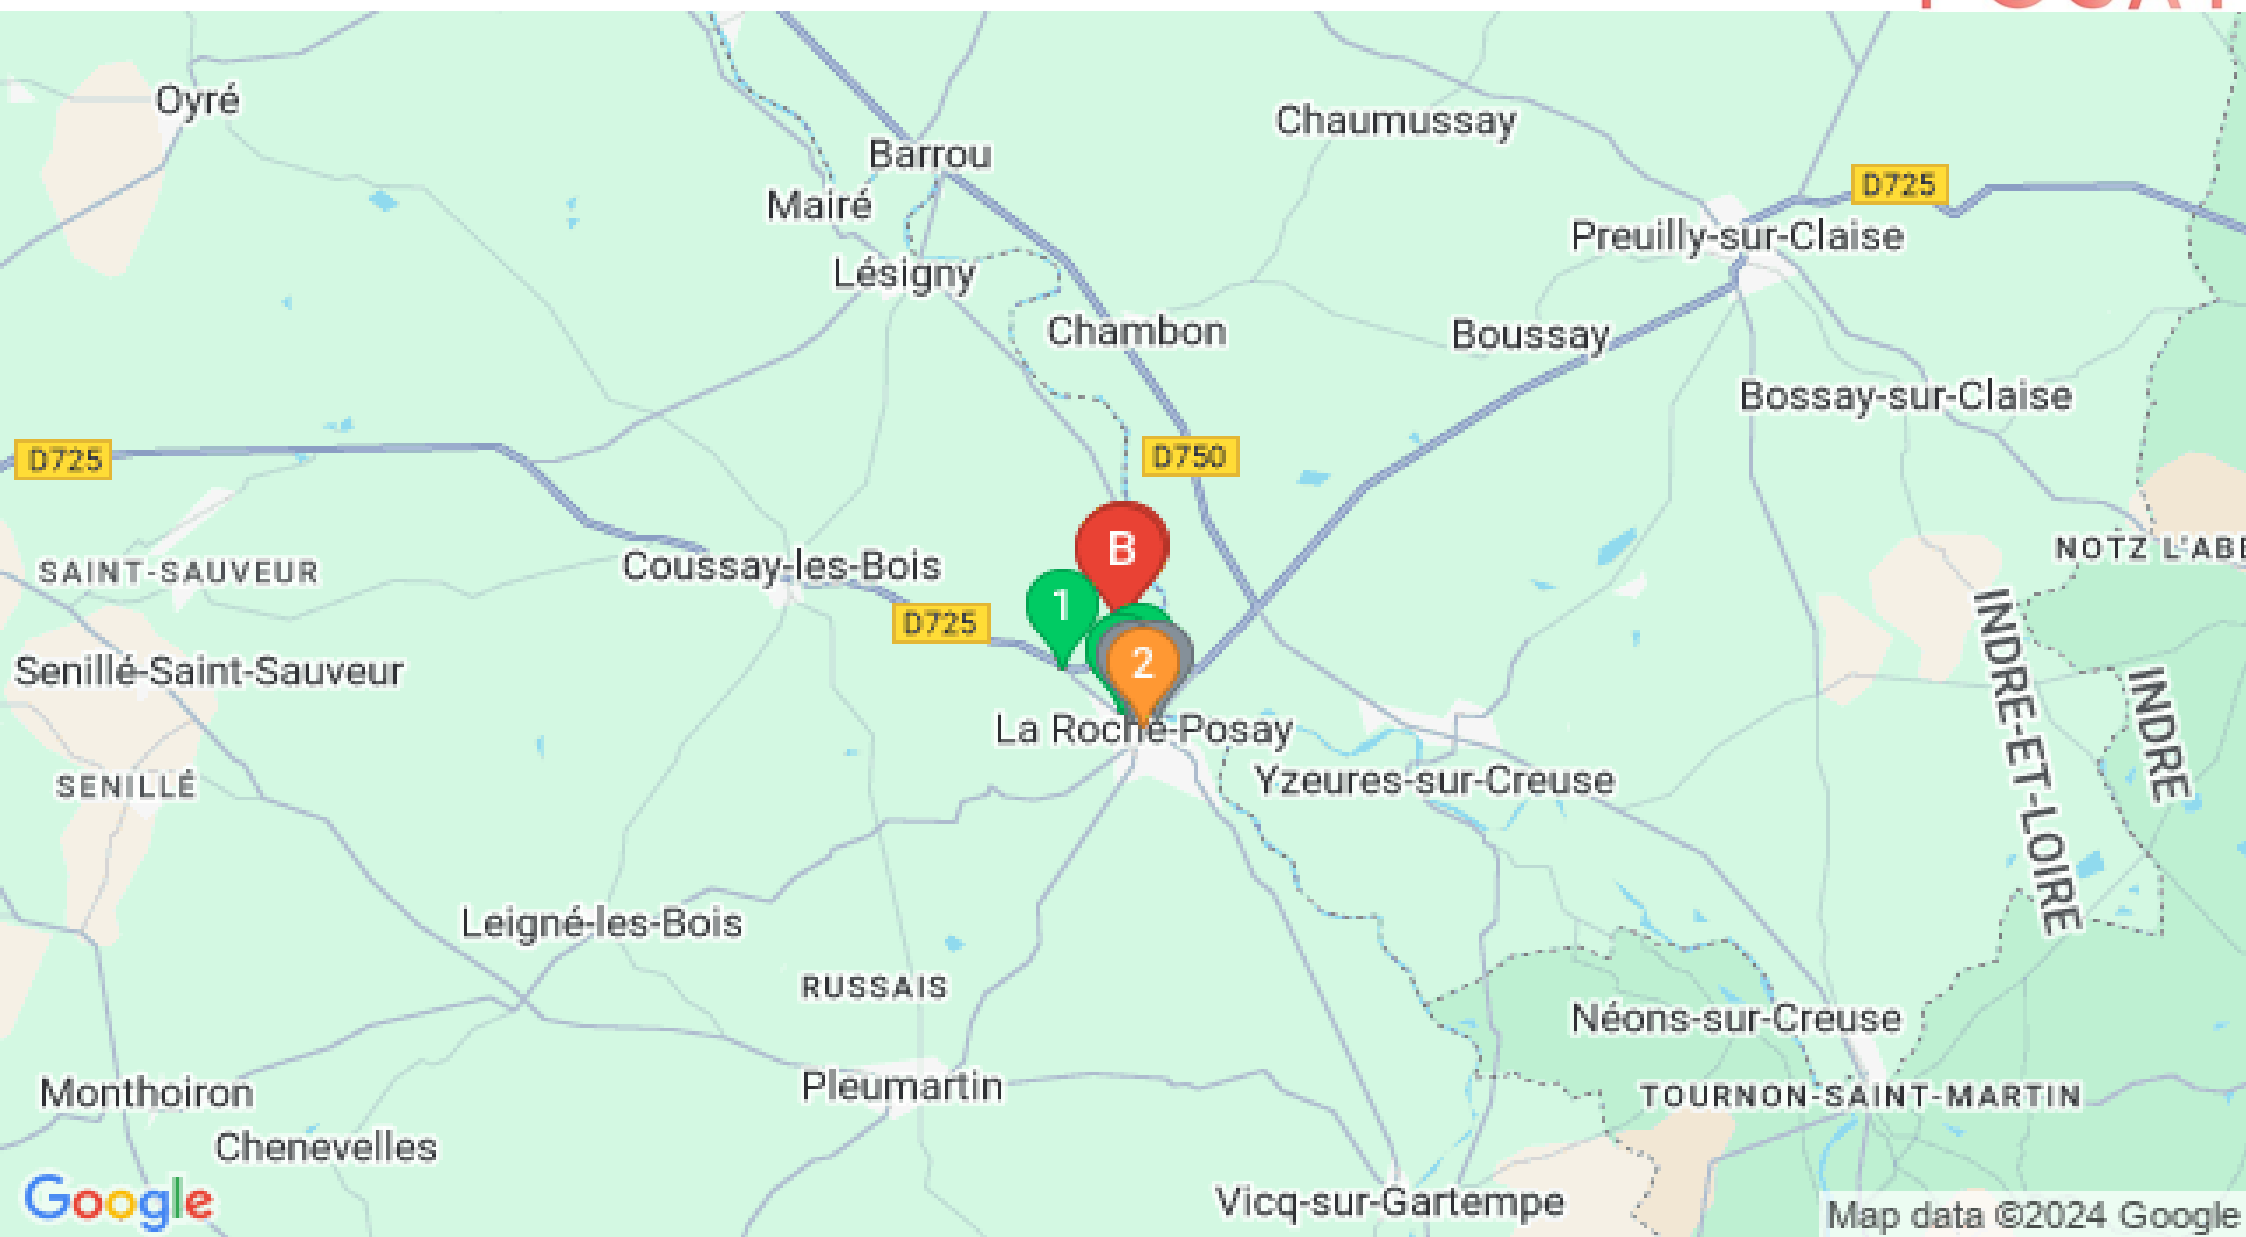 Oyré
Chaumussay
Barrou
D725
Mairé
Preuilly-sur-Claise
Lésigny
Chambon
Boussay
Bossay-sur-Claise
D725
D750
B
NOTZ L'ABE
SAINT-SAUVEUR
Coussay-les-Bois
1
D725
INDRE-ET-LOIRE
INDRE
Senillé-Saint-Sauveur
2
La Roche-Posay
SENILLÉ
Yzeures-sur-Creuse
Leigné-les-Bois
RUSSAIS
Néons-sur-Creuse
Monthoiron
Pleumartin
TOURNON-SAINT-MARTIN
Chenevelles
Google
Vicq-sur-Gartempe
Map data ©2024 Google